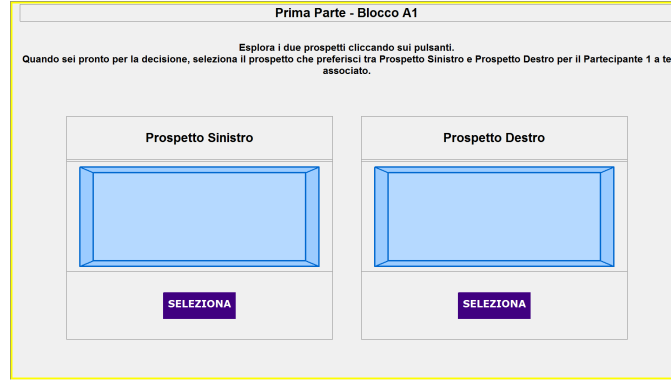 Prima Parte - Blocco A1
Esplora i due prospetti cliccando sui pulsanti.
Quando sei pronto per la decisione, seleziona il prospetto che preferisci tra Prospetto Sinistro e Prospetto Destro per il Partecipante 1 a te
associato.
Prospetto Sinistro
Prospetto Destro
SELEZIONA
SELEZIONA